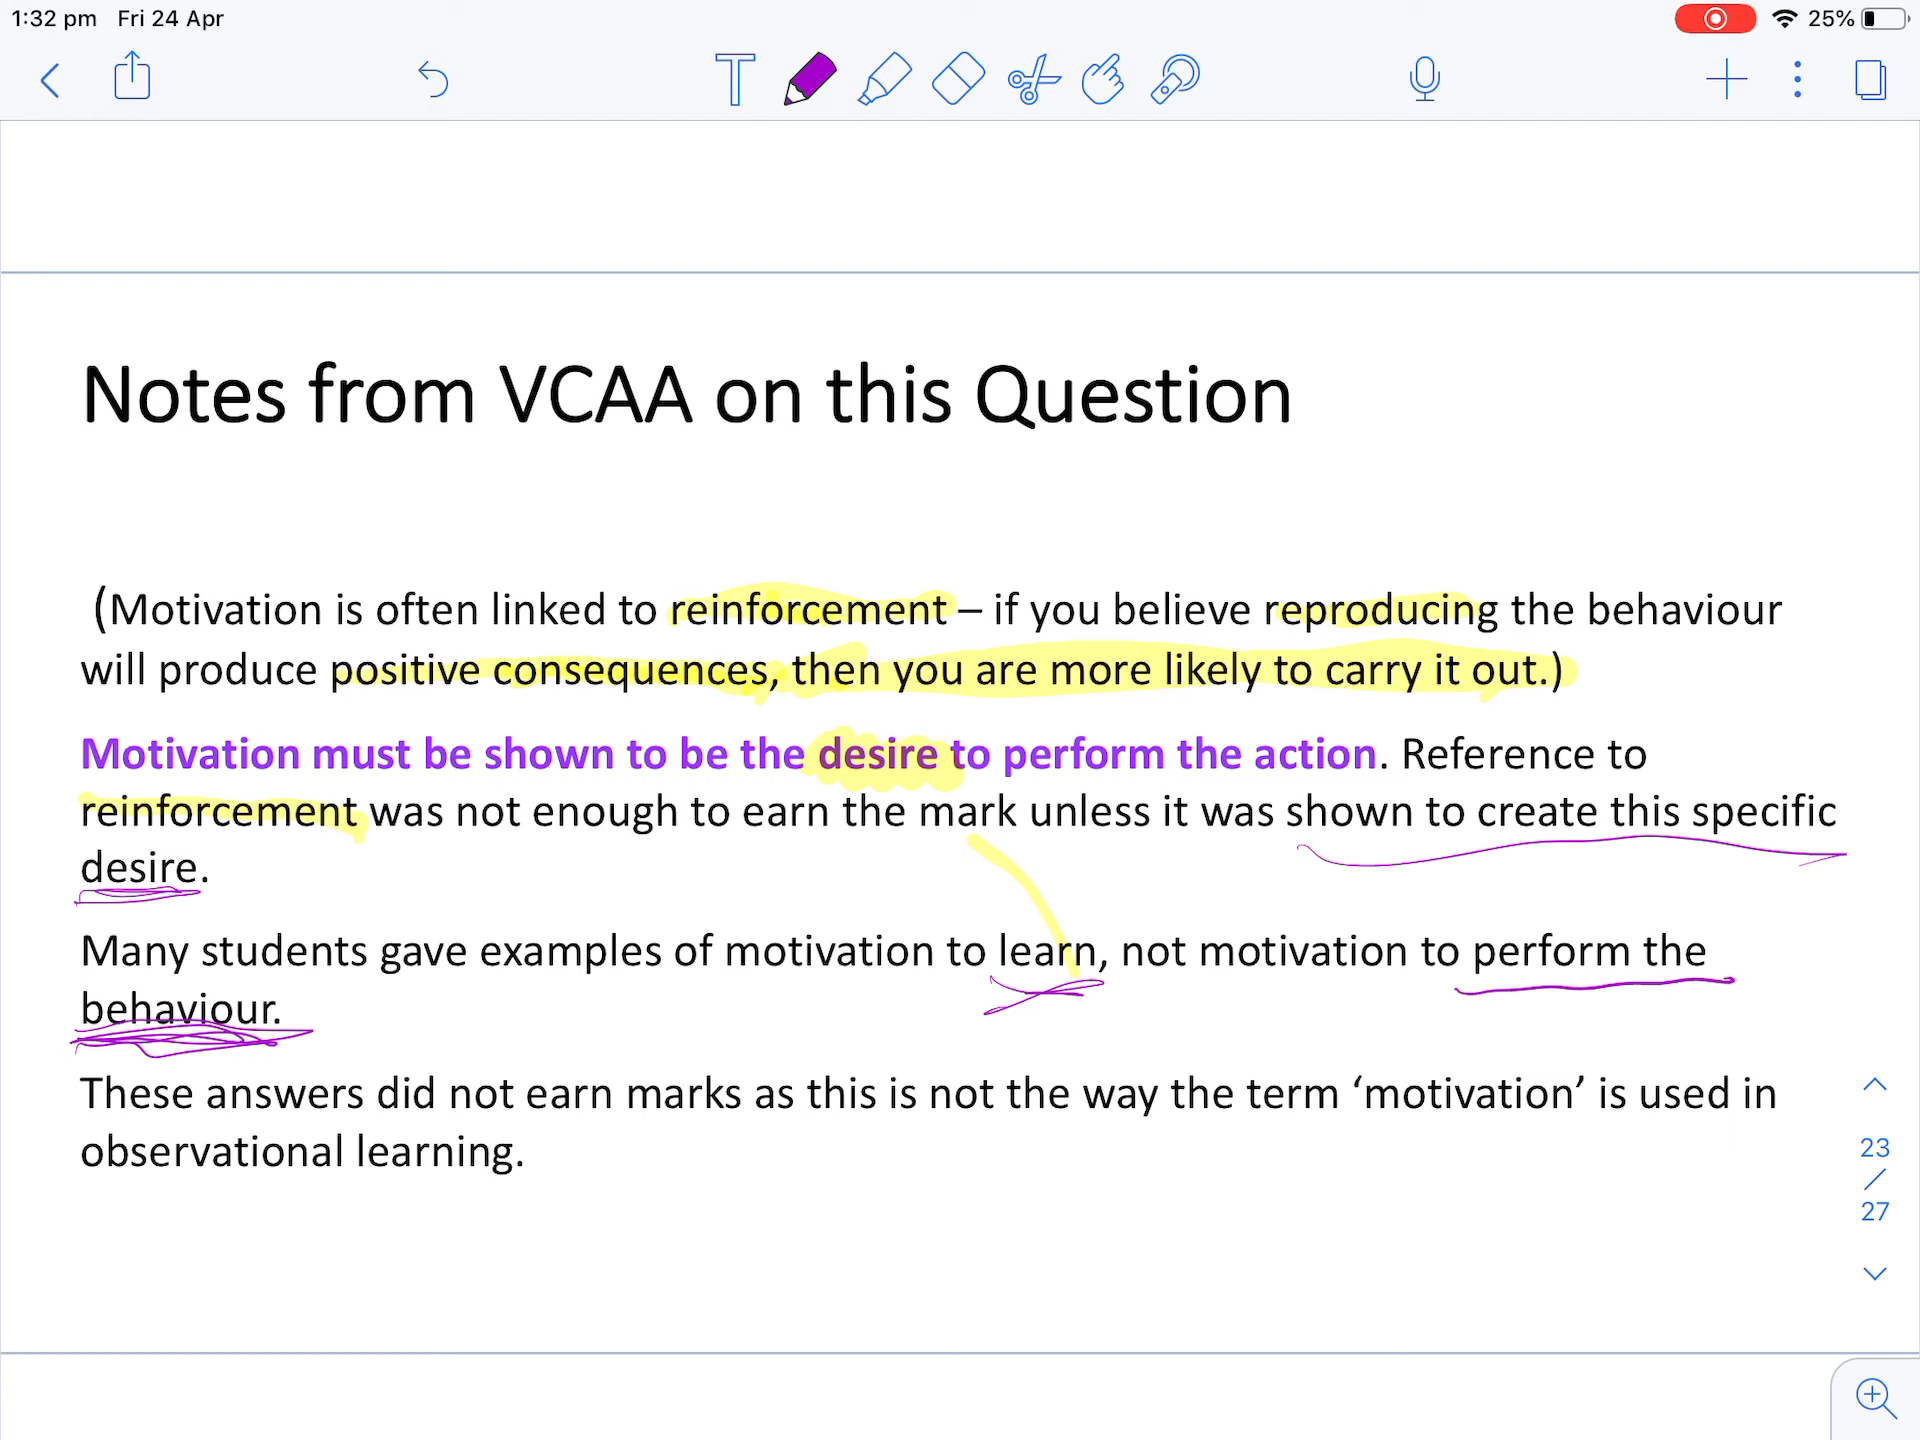 1:32 pm Fri 24 Apr
25%
T
Notes from VCAA on this Question
(Motivation is often linked to reinforcement – if you believe reproducing the behaviour
will produce positive consequences, then you are more likely to carry it out.)
Motivation must be shown to be the desire to perform the action. Reference to
reinforcement was not enough to earn the mark unless it was shown to create this specific
desire.
Many students gave examples of motivation to learn, not motivation to perform the
behaviour.
These answers did not earn marks as this is not the way the term ‘motivation’ is used in
observational learning.
23
/
27